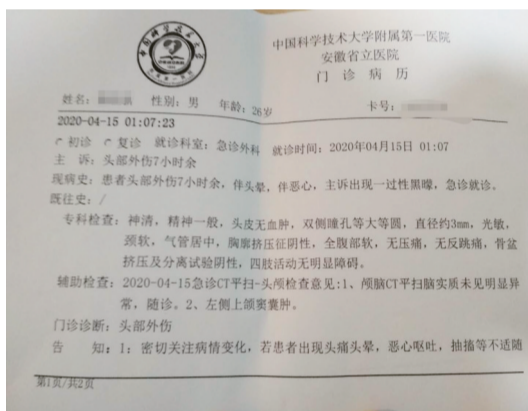 中国科学技术大学附属第一医院
安徽省立医院
门诊病历
姓名: 性别: 男 年龄: 26岁 卡号:
2020-04-15 01:07:23
初诊 复诊 就诊科室: 急诊外科 就诊时间: 2020年04月15日 01:07
主 诉: 头部外伤7小时余
现病史: 患者头部外伤7小时余, 伴头晕, 伴恶心, 主诉出现一过性黑曚, 急诊就诊。
既往史: /
专科检查: 神清, 精神一般, 头皮无血肿, 双侧瞳孔等大等圆, 直径约3mm, 光敏,
颈软, 气管居中, 胸廓挤压征阴性, 全腹部软, 无压痛, 无反跳痛, 骨盆
挤压及分离试验阴性, 四肢活动无明显障碍。
辅助检查: 2020-04-15急诊CT平扫-头颅检查意见:1、颅脑CT平扫脑实质未见明显异
常, 随诊。2、左侧上颌窦囊肿。
门诊诊断: 头部外伤
告 知: 1: 密切关注病情变化, 若患者出现头痛头晕, 恶心呕吐, 抽搐等不适随
第1页/共2页